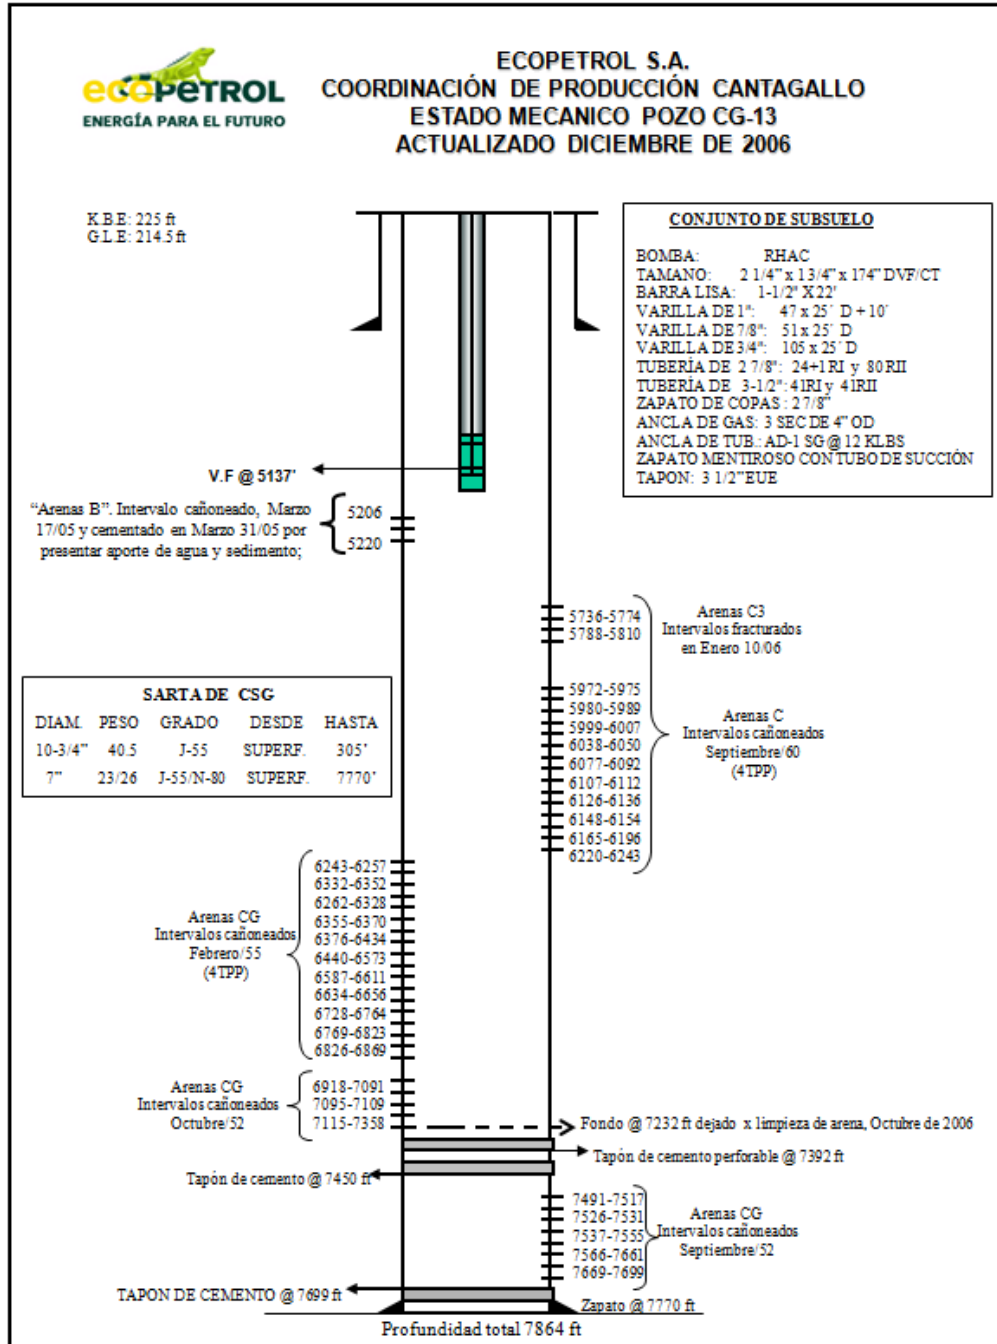 ecopetrol
ENERGÍA PARA EL FUTURO
ECOPETROL S.A.
COORDINACIÓN DE PRODUCCIÓN CANTAGALLO
ESTADO MECANICO POZO CG-13
ACTUALIZADO DICIEMBRE DE 2006
K.B.E: 225 ft
G.L.E: 214.5 ft
CONJUNTO DE SUBSUELO
BOMBA: RHAC
TAMANO: 2 1/4" x 1 3/4" x 174" DVF/CT
BARRA LISA: 1-1/2" X 22'
VARILLA DE 1": 47 x 25´ D + 10´
VARILLA DE 7/8": 51 x 25´ D
VARILLA DE 3/4": 105 x 25´ D
TUBERÍA DE 2 7/8": 24+1RI y 80RII
TUBERÍA DE 3-1/2": 41RI y 41RII
ZAPATO DE COPAS : 2 7/8"
ANCLA DE GAS: 3 SEC DE 4" OD
ANCLA DE TUB.: AD-1 SG @ 12 KLBS
ZAPATO MENTIROSO CON TUBO DE SUCCIÓN
TAPON: 3 1/2" EUE
V.F @ 5137'
"Arenas B". Intervalo cañoneado, Marzo
17/05 y cementado en Marzo 31/05 por
presentar aporte de agua y sedimento;
5206
5220
5736-5774
5788-5810
Arenas C3
Intervalos fracturados
en Enero 10/06
5972-5975
5980-5989
5999-6007
6038-6050
6077-6092
6107-6112
6126-6136
6148-6154
6165-6196
6220-6243
Arenas C
Intervalos cañoneados
Septiembre/60
(4TPP)
SARTA DE CSG
DIAM. PESO GRADO DESDE HASTA
10-3/4" 40.5 J-55 SUPERF. 305'
7" 23/26 J-55/N-80 SUPERF. 7770'
6243-6257
6332-6352
6262-6328
6355-6370
6376-6434
6440-6573
6587-6611
6634-6656
6728-6764
6769-6823
6826-6869
Arenas CG
Intervalos cañoneados
Febrero/55
(4TPP)
6918-7091
7095-7109
7115-7358
Arenas CG
Intervalos cañoneados
Octubre/52
Fondo @ 7232 ft dejado x limpieza de arena, Octubre de 2006
Tapón de cemento perforable @ 7392 ft
Tapón de cemento @ 7450 ft
7491-7517
7526-7531
7537-7555
7566-7661
7669-7699
Arenas CG
Intervalos cañoneados
Septiembre/52
TAPON DE CEMENTO @ 7699 ft
Zapato @ 7770 ft
Profundidad total 7864 ft